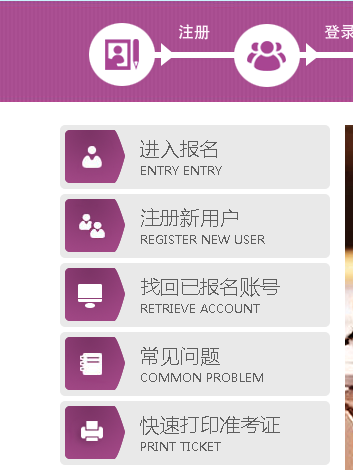 注册
登录
进入报名
ENTRY ENTRY
注册新用户
REGISTER NEW USER
找回已报名账号
RETRIEVE ACCOUNT
常见问题
COMMON PROBLEM
快速打印准考证
PRINT TICKET